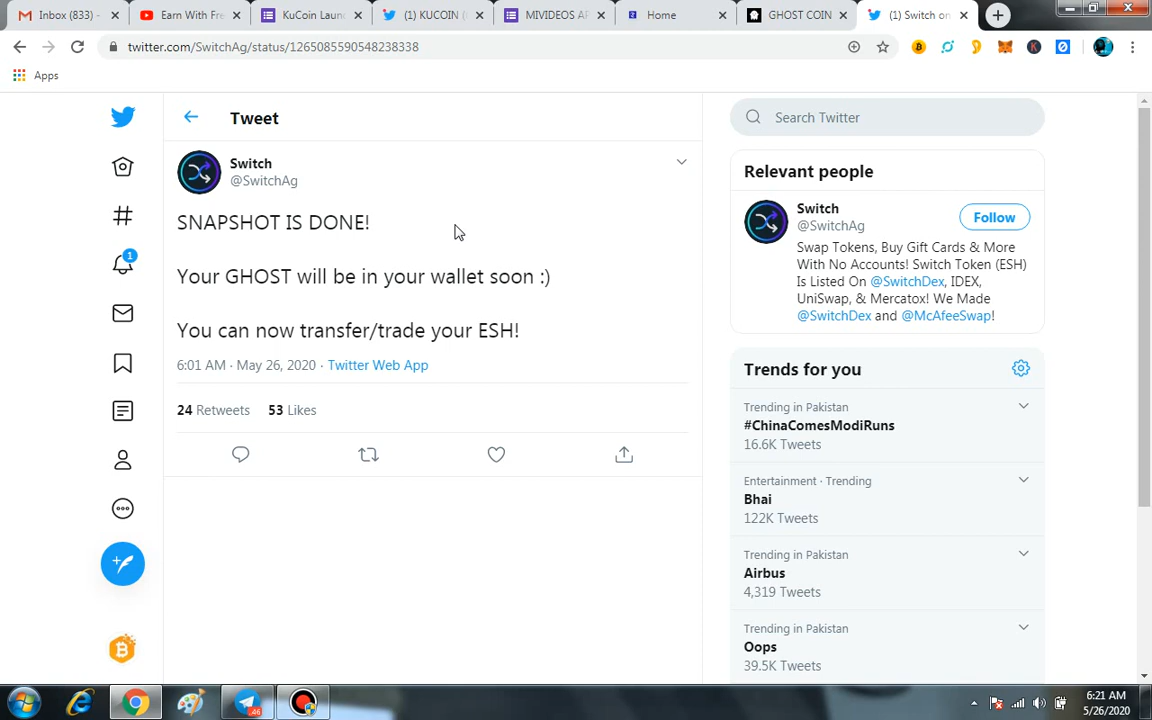 Inbox (833)
Earn With Fre
KuCoin Laun
(1) KUCOIN (
MIVIDEOS AP
Home
GHOST COIN
(1) Switch on
twitter.com/SwitchAg/status/1265085590548238338
Apps
Tweet
Switch
@SwitchAg
SNAPSHOT IS DONE!
Your GHOST will be in your wallet soon :)
You can now transfer/trade your ESH!
6:01 AM · May 26, 2020 · Twitter Web App
24 Retweets 53 Likes
1
Search Twitter
Relevant people
Switch
@SwitchAg
Follow
Swap Tokens, Buy Gift Cards & More
With No Accounts! Switch Token (ESH)
Is Listed On @SwitchDex, IDEX,
UniSwap, & Mercatox! We Made
@SwitchDex and @McAfeeSwap!
Trends for you
Trending in Pakistan
#ChinaComesModiRuns
16.6K Tweets
Entertainment · Trending
Bhai
122K Tweets
Trending in Pakistan
Airbus
4,319 Tweets
Trending in Pakistan
Oops
39.5K Tweets
46
6:21 AM
5/26/2020